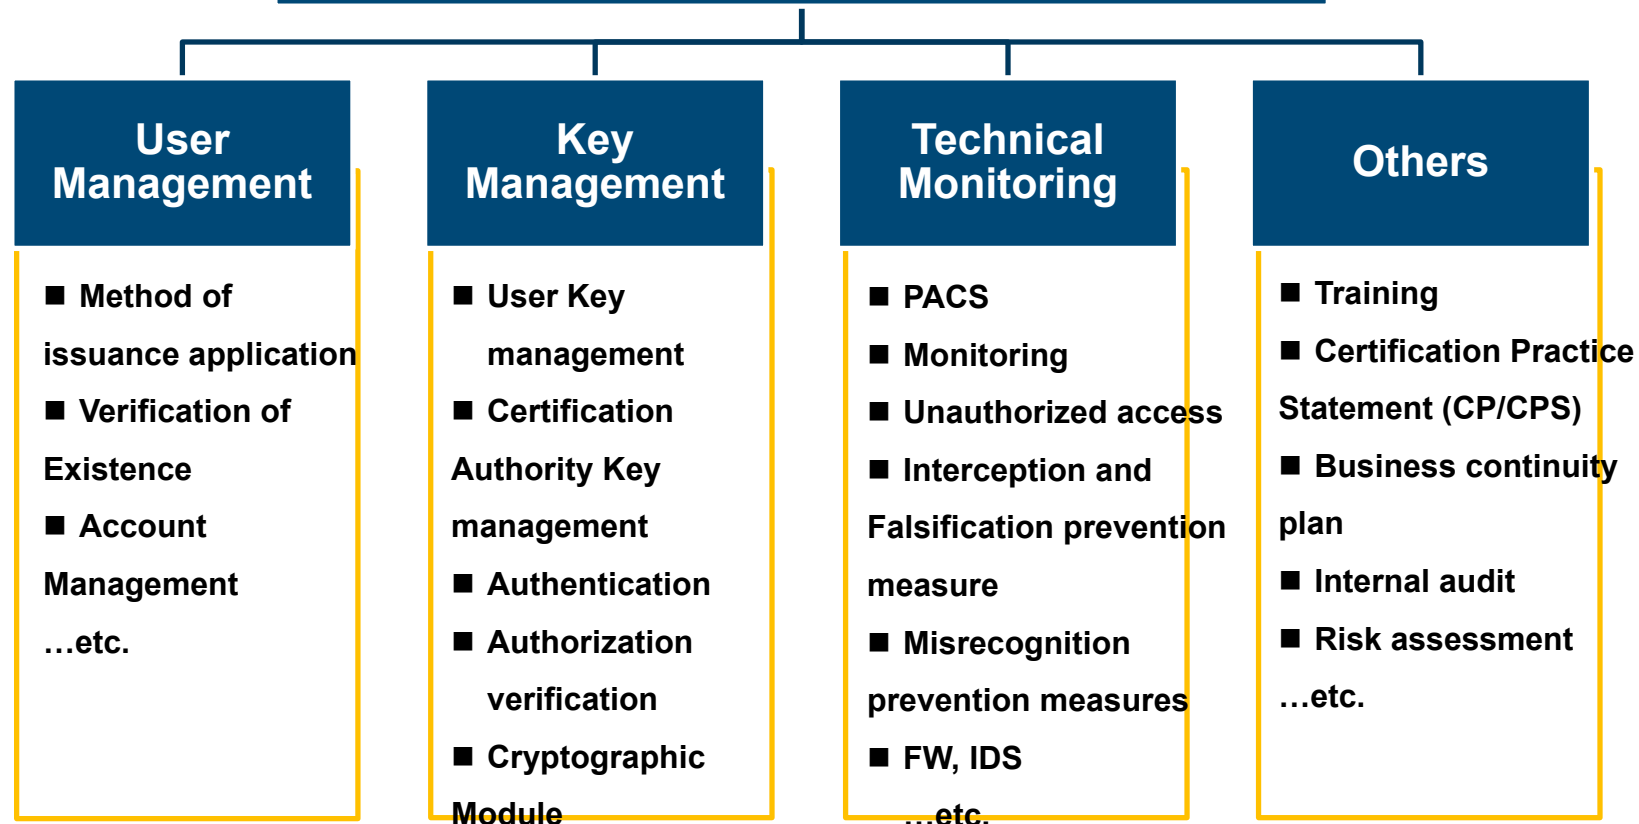 User
Management
■ Method of
issuance application
■ Verification of
Existence
■ Account
Management
…etc.
Key
Management
■ User Key
management
■ Certification
Authority Key
management
■ Authentication
■ Authorization
verification
■ Cryptographic
Module
Technical
Monitoring
■ PACS
■ Monitoring
■ Unauthorized access
■ Interception and
Falsification prevention
measure
■ Misrecognition
prevention measures
■ FW, IDS
…etc.
Others
■ Training
■ Certification Practice
Statement (CP/CPS)
■ Business continuity
plan
■ Internal audit
■ Risk assessment
…etc.